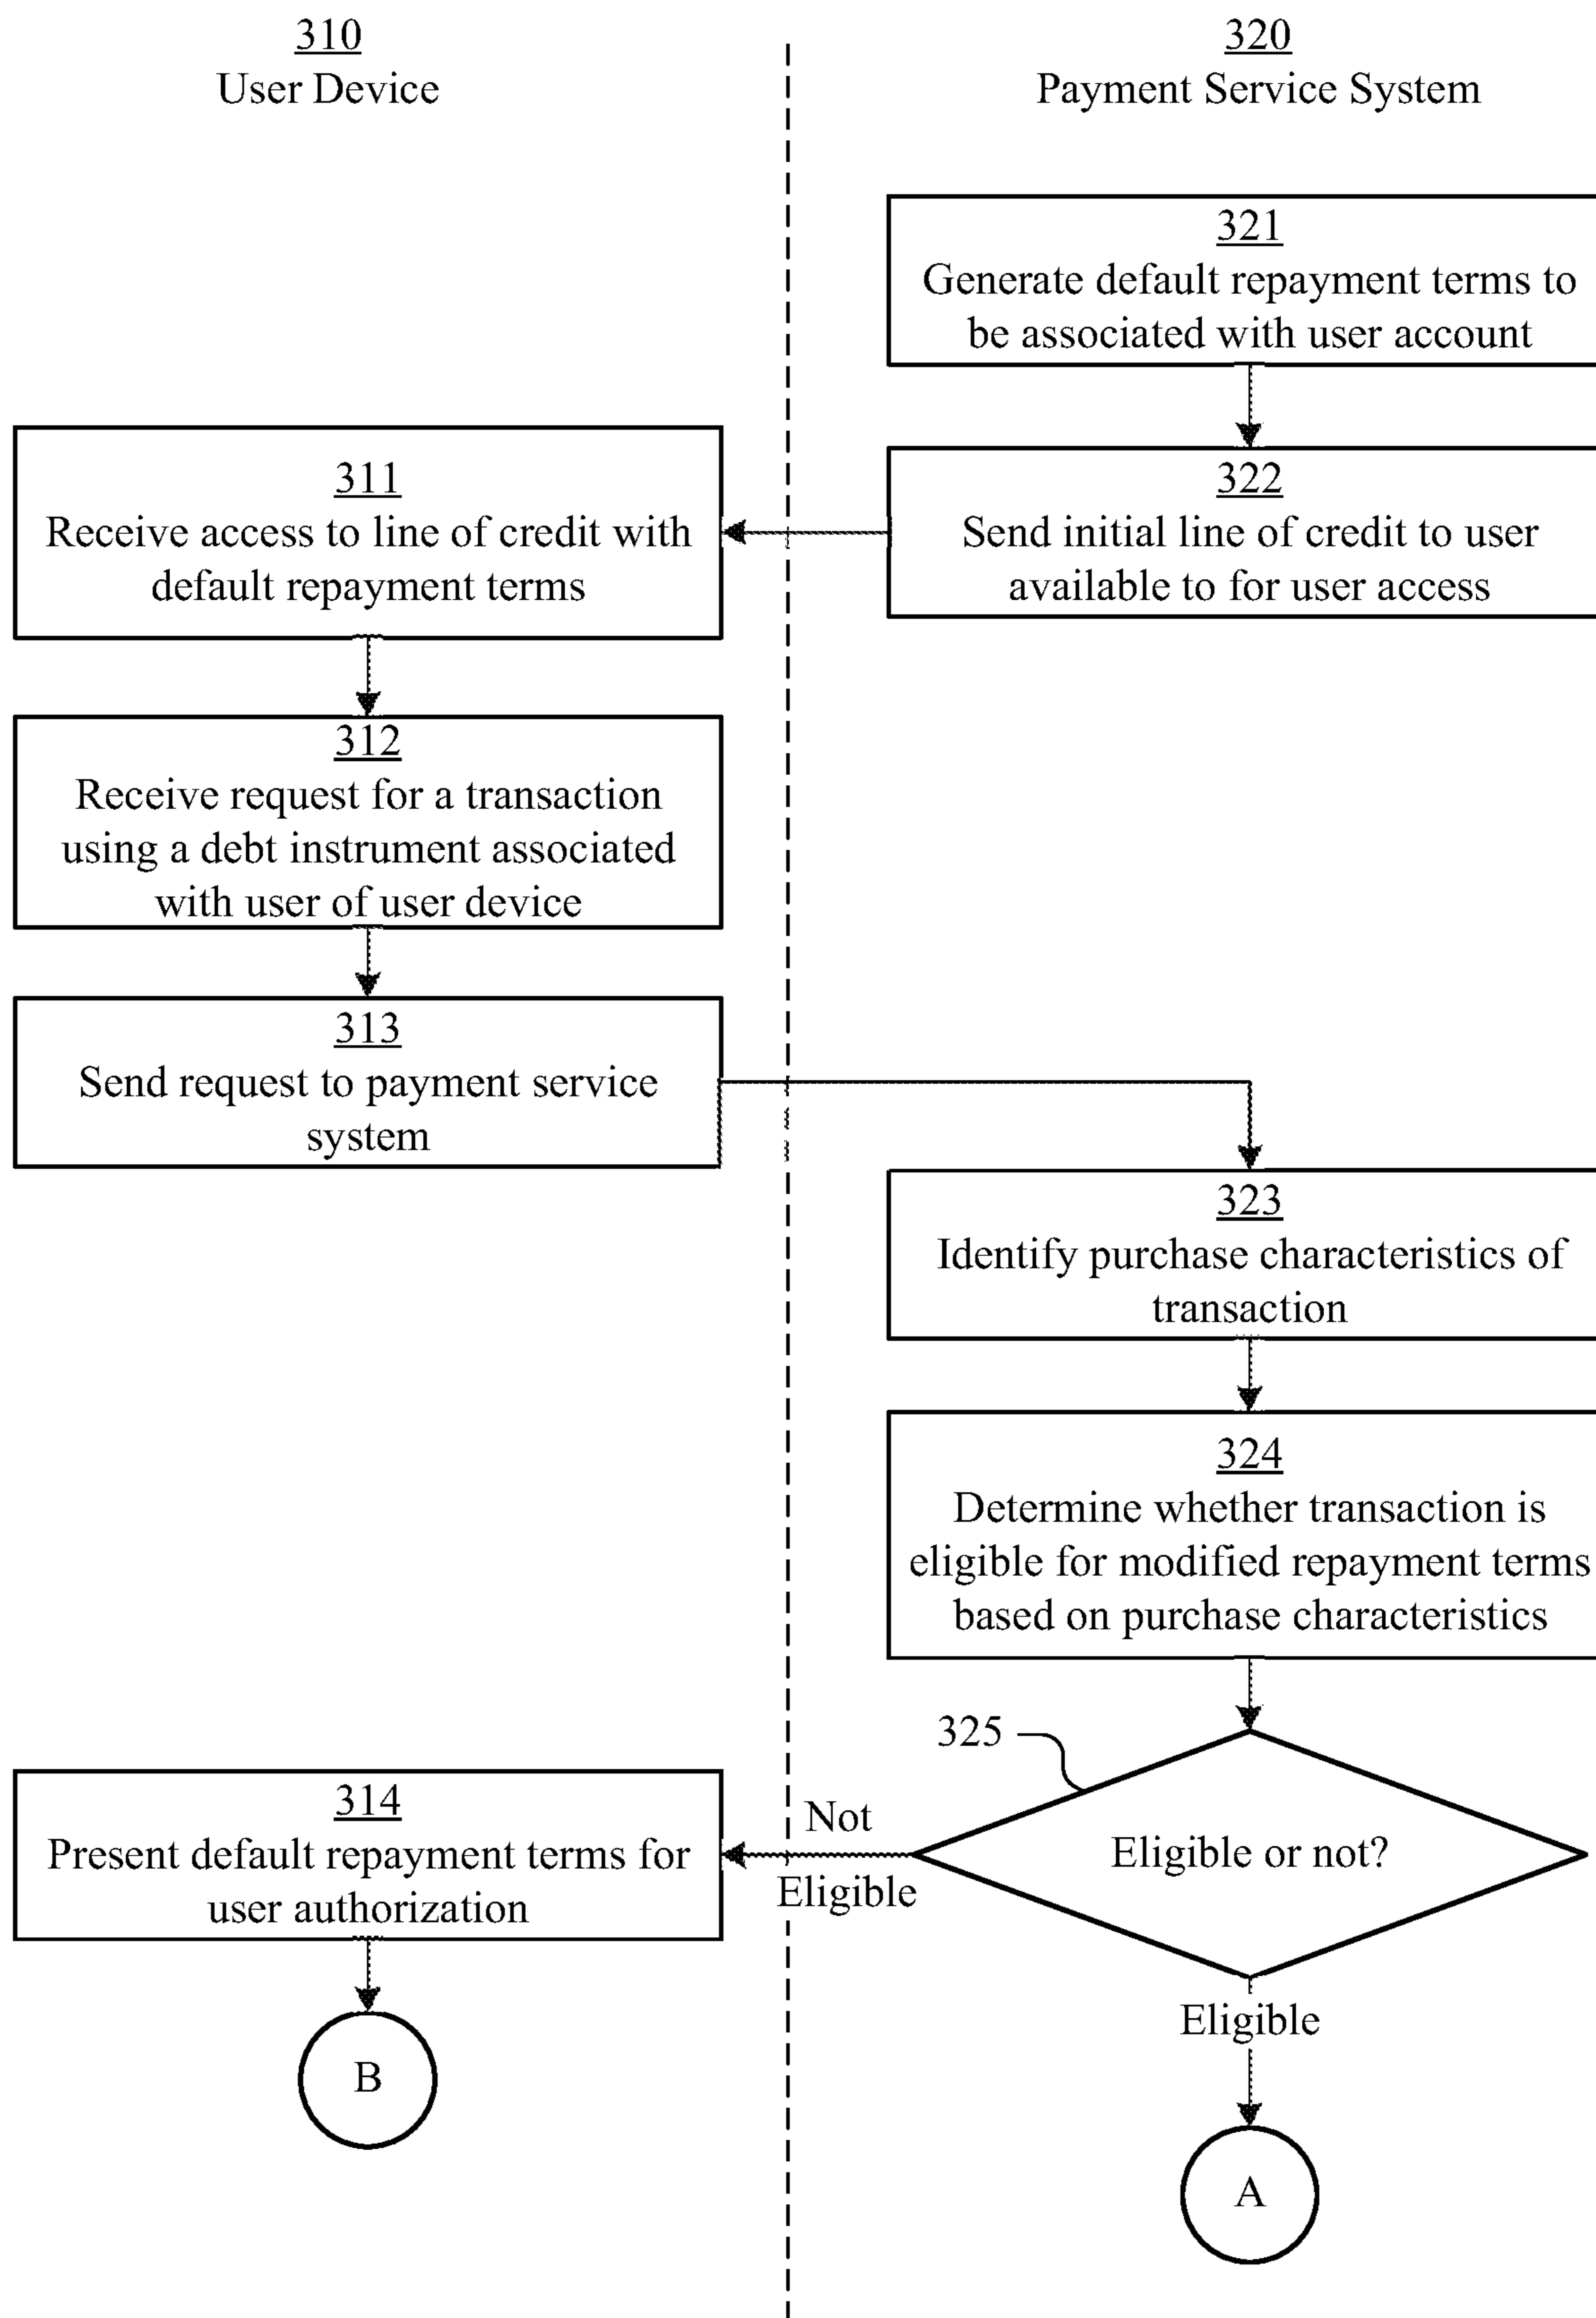 310
User Device
320
Payment Service System
321
Generate default repayment terms to
be associated with user account
322
Send initial line of credit to user
available to for user access
311
Receive access to line of credit with
default repayment terms
312
Receive request for a transaction
using a debt instrument associated
with user of user device
313
Send request to payment service
system
323
Identify purchase characteristics of
transaction
324
Determine whether transaction is
eligible for modified repayment terms
based on purchase characteristics
325
Eligible or not?
Not
Eligible
314
Present default repayment terms for
user authorization
B
Eligible
A